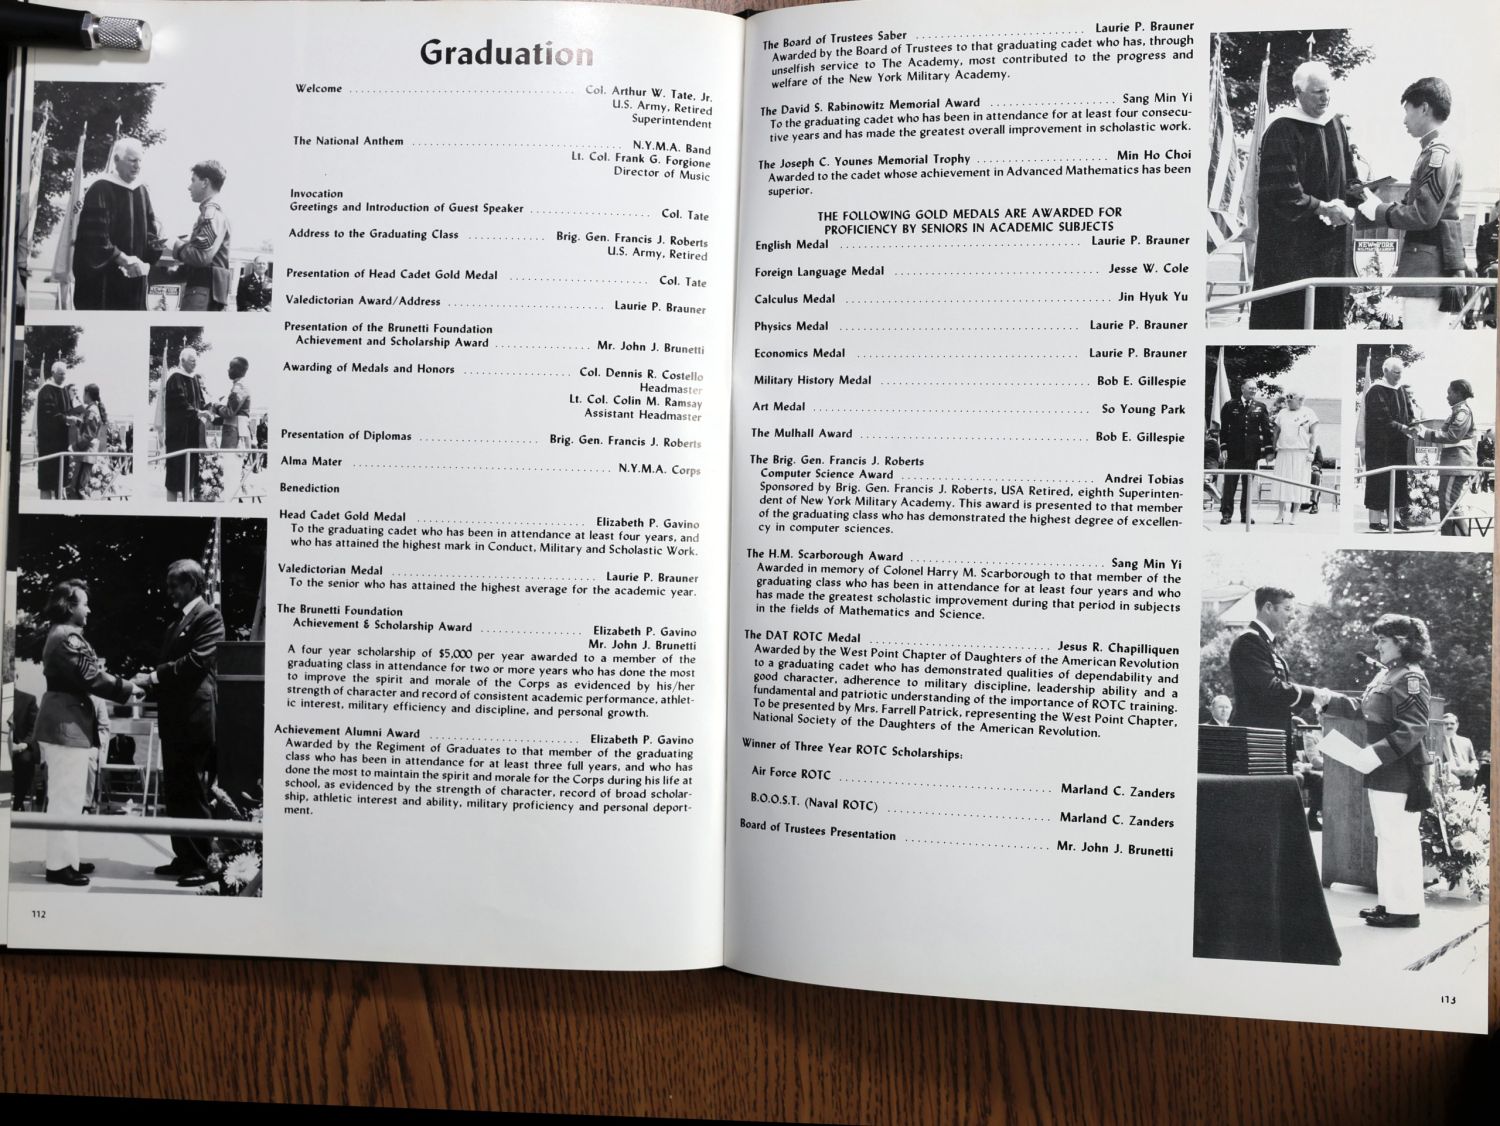 Graduation
Welcome ........ Col. Arthur W. Tate, Jr.
U.S. Army, Retired
Superintendent
The National Anthem ........ N.Y.M.A. Band
Lt. Col. Frank G. Forgione
Director of Music
Invocation
Greetings and Introduction of Guest Speaker ........ Col. Tate
Address to the Graduating Class ........ Brig. Gen. Francis J. Roberts
U.S. Army, Retired
Presentation of Head Cadet Gold Medal ........ Col. Tate
Valedictorian Award/Address ........ Laurie P. Brauner
Presentation of the Brunetti Foundation
Achievement and Scholarship Award ........ Mr. John J. Brunetti
Awarding of Medals and Honors ........ Col. Dennis R. Costello
Headmaster
Lt. Col. Colin M. Ramsay
Assistant Headmaster
Presentation of Diplomas ........ Brig. Gen. Francis J. Roberts
Alma Mater ........ N.Y.M.A. Corps
Benediction
Head Cadet Gold Medal ........ Elizabeth P. Gavino
To the graduating cadet who has been in attendance at least four years, and
who has attained the highest mark in Conduct, Military and Scholastic Work.
Valedictorian Medal ........ Laurie P. Brauner
To the senior who has attained the highest average for the academic year.
The Brunetti Foundation
Achievement & Scholarship Award ........ Elizabeth P. Gavino
Mr. John J. Brunetti
A four year scholarship of $5,000 per year awarded to a member of the
graduating class in attendance for two or more years who has done the most
to improve the spirit and morale of the Corps as evidenced by his/her
strength of character and record of consistent academic performance, athlet-
ic interest, military efficiency and discipline, and personal growth.
Achievement Alumni Award ........ Elizabeth P. Gavino
Awarded by the Regiment of Graduates to that member of the graduating
class who has been in attendance for at least three full years, and who has
done the most to maintain the spirit and morale for the Corps during his life at
school, as evidenced by the strength of character, record of broad scholar-
ship, athletic interest and ability, military proficiency and personal deport-
ment.
112
The Board of Trustees Saber ........ Laurie P. Brauner
Awarded by the Board of Trustees to that graduating cadet who has, through
unselfish service to The Academy, most contributed to the progress and
welfare of the New York Military Academy.
The David S. Rabinowitz Memorial Award ........ Sang Min Yi
To the graduating cadet who has been in attendance for at least four consecu-
tive years and has made the greatest overall improvement in scholastic work.
The Joseph C. Younes Memorial Trophy ........ Min Ho Choi
Awarded to the cadet whose achievement in Advanced Mathematics has been
superior.
THE FOLLOWING GOLD MEDALS ARE AWARDED FOR
PROFICIENCY BY SENIORS IN ACADEMIC SUBJECTS
English Medal ........ Laurie P. Brauner
Foreign Language Medal ........ Jesse W. Cole
Calculus Medal ........ Jin Hyuk Yu
Physics Medal ........ Laurie P. Brauner
Economics Medal ........ Laurie P. Brauner
Military History Medal ........ Bob E. Gillespie
Art Medal ........ So Young Park
The Mulhall Award ........ Bob E. Gillespie
The Brig. Gen. Francis J. Roberts
Computer Science Award ........ Andrei Tobias
Sponsored by Brig. Gen. Francis J. Roberts, USA Retired, eighth Superinten-
dent of New York Military Academy. This award is presented to that member
of the graduating class who has demonstrated the highest degree of excellen-
cy in computer sciences.
The H.M. Scarborough Award ........ Sang Min Yi
Awarded in memory of Colonel Harry M. Scarborough to that member of the
graduating class who has been in attendance for at least four years and who
has made the greatest scholastic improvement during that period in subjects
in the fields of Mathematics and Science.
The DAT ROTC Medal ........ Jesus R. Chapilliquen
Awarded by the West Point Chapter of Daughters of the American Revolution
to a graduating cadet who has demonstrated qualities of dependability and
good character, adherence to military discipline, leadership ability and a
fundamental and patriotic understanding of the importance of ROTC training.
To be presented by Mrs. Farrell Patrick, representing the West Point Chapter,
National Society of the Daughters of the American Revolution.
Winner of Three Year ROTC Scholarships:
Air Force ROTC ........ Marland C. Zanders
B.O.O.S.T. (Naval ROTC) ........ Marland C. Zanders
Board of Trustees Presentation ........ Mr. John J. Brunetti
NEW-YORK
113